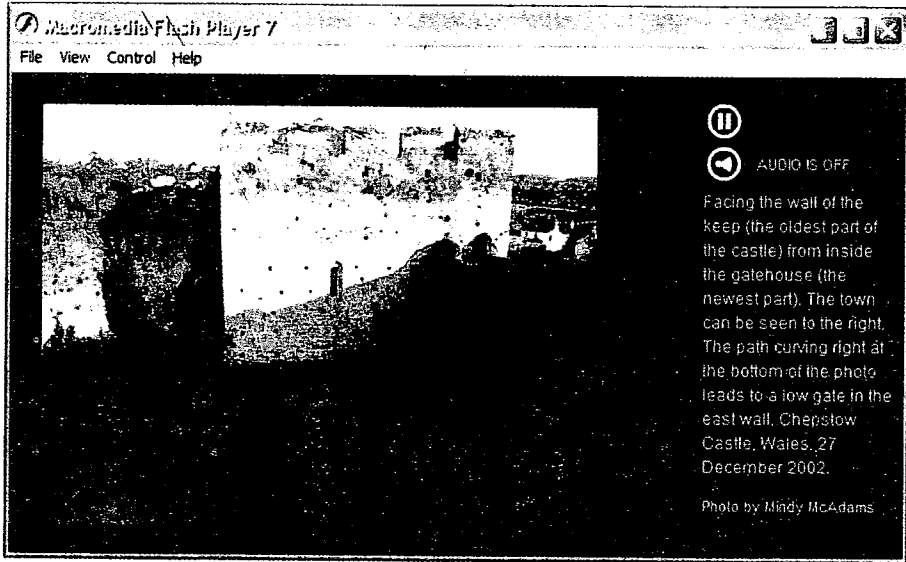 Macromedia Flash Player 7
File View Control Help
AUDIO IS OFF
Facing the wall of the
keep (the oldest part of
the castle) from inside
the gatehouse (the
newest part). The town
can be seen to the right.
The path curving right at
the bottom of the photo
leads to a low gate in the
east wall. Chepstow
Castle, Wales. 27
December 2002.
Photo by Mindy McAdams